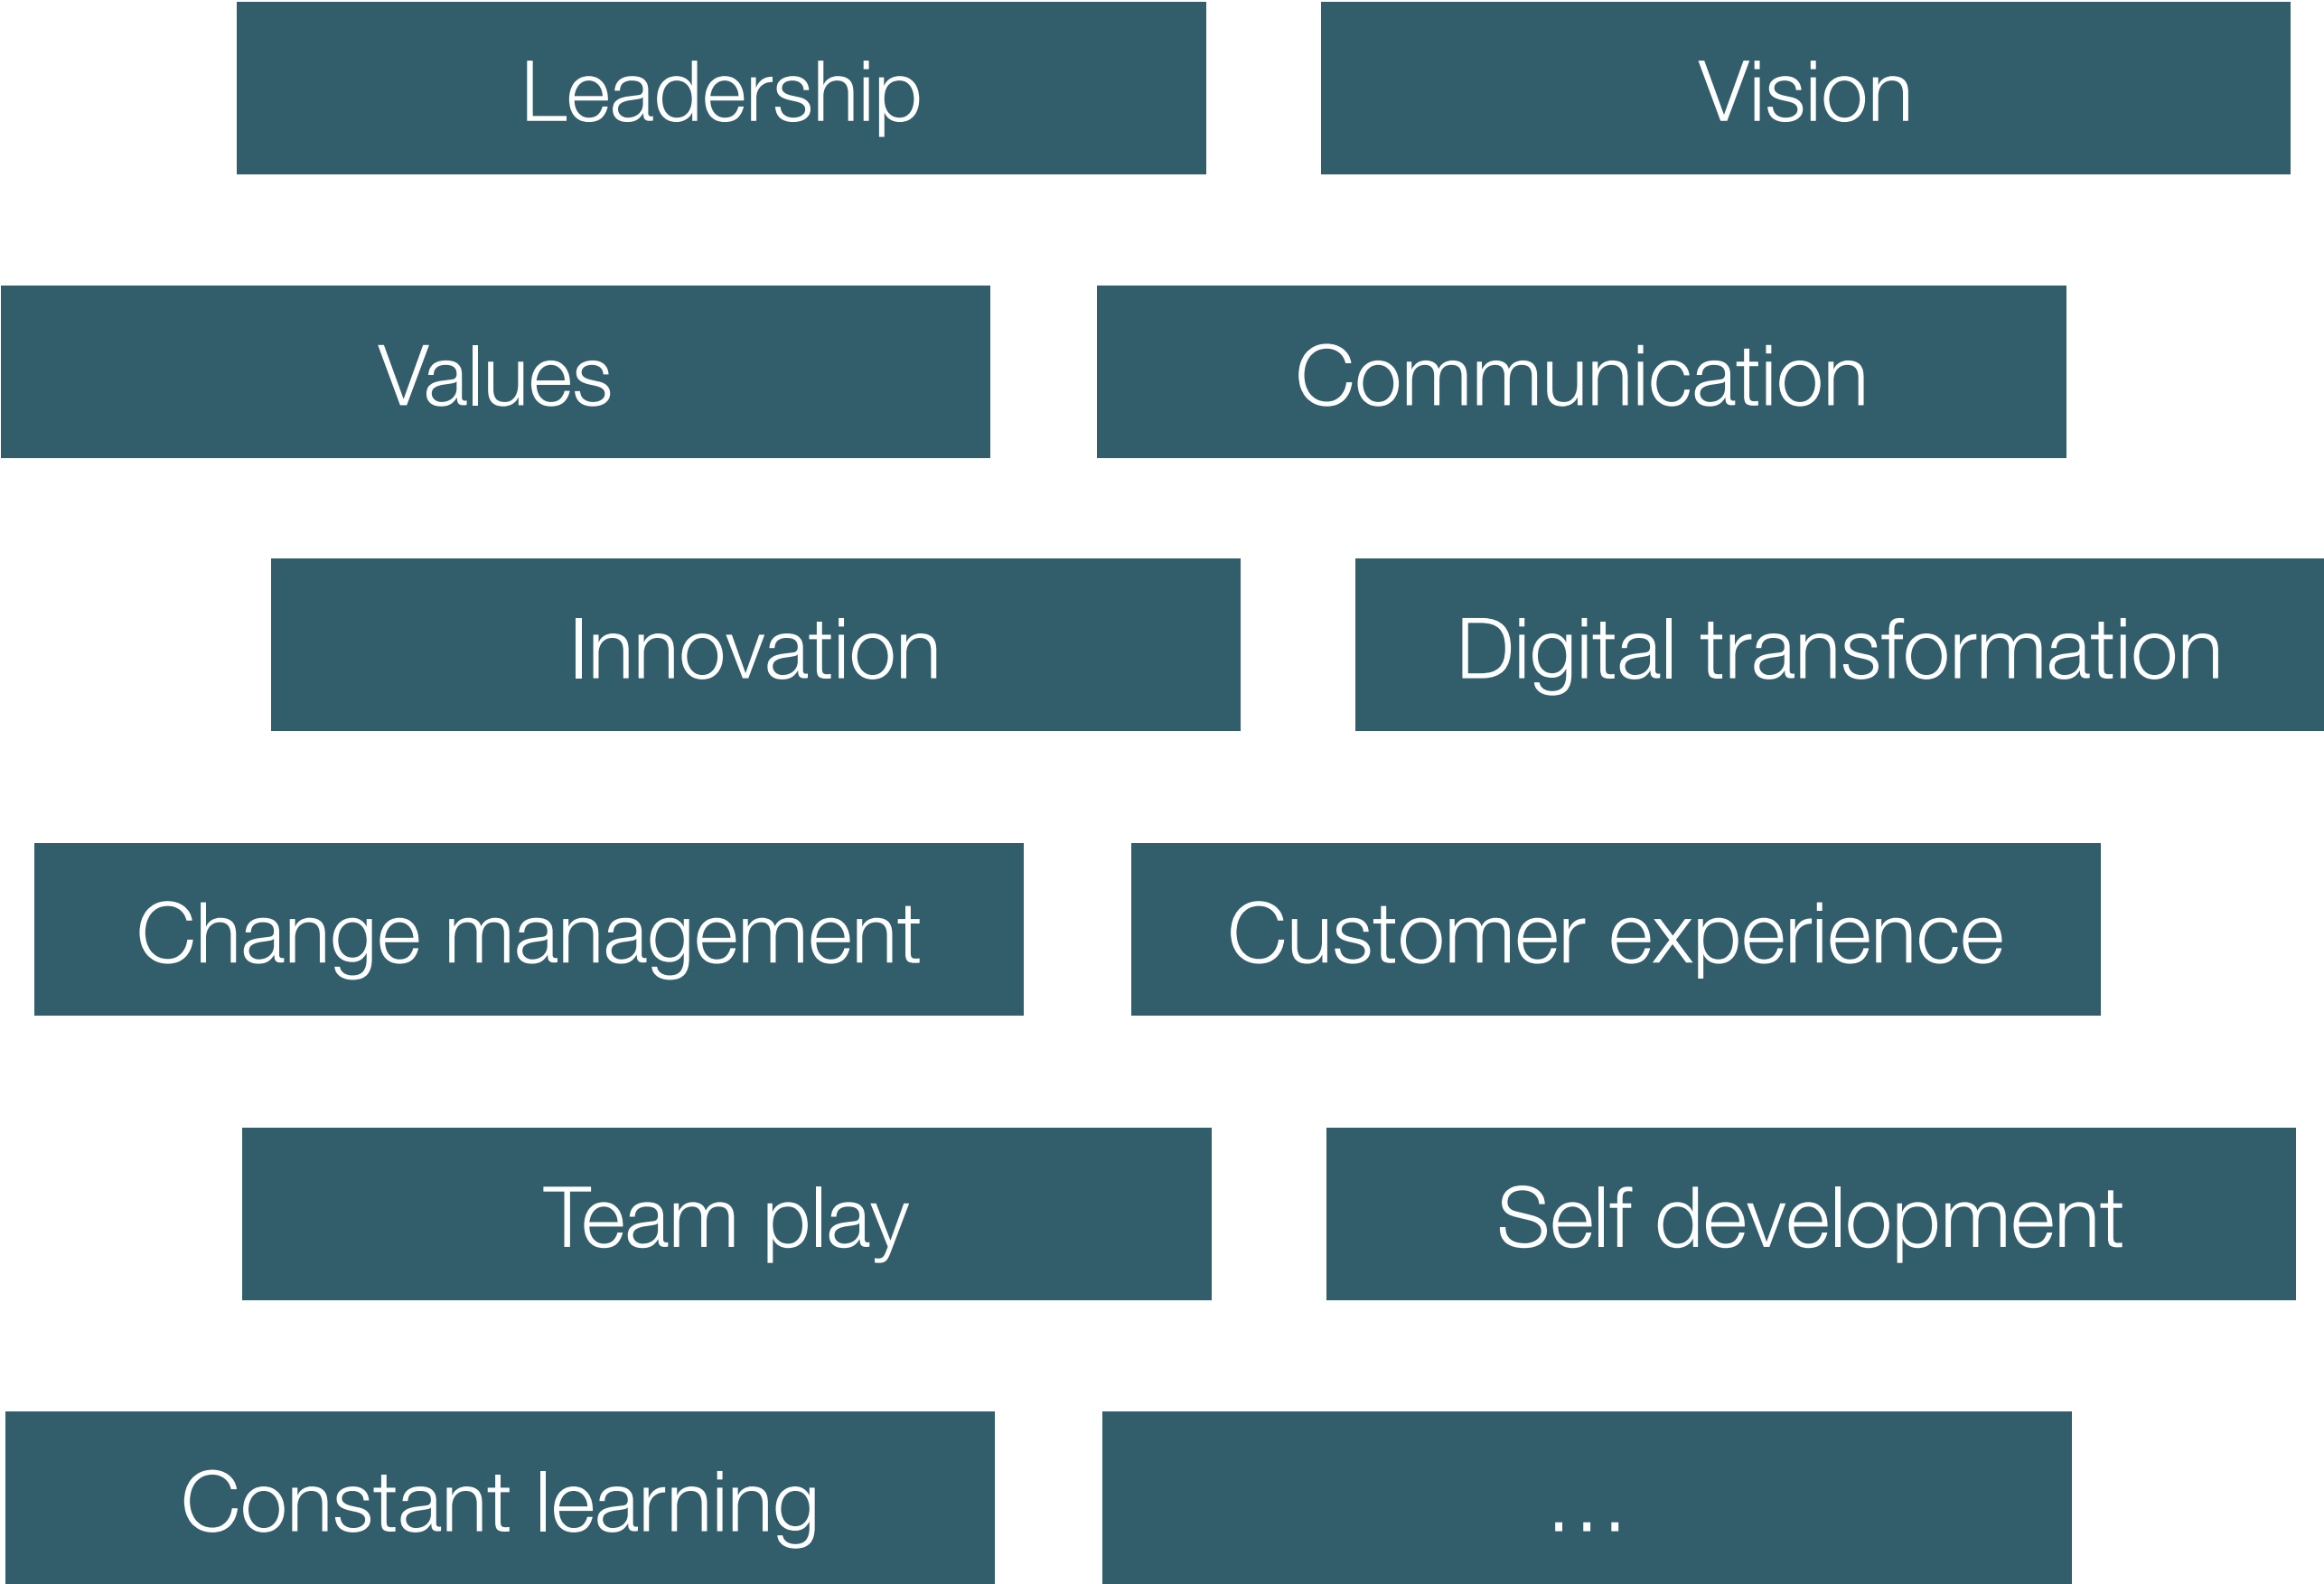 Leadership
Vision
Values
Communication
Innovation
Digital transformation
Change management
Customer experience
Team play
Self development
Constant learning
...